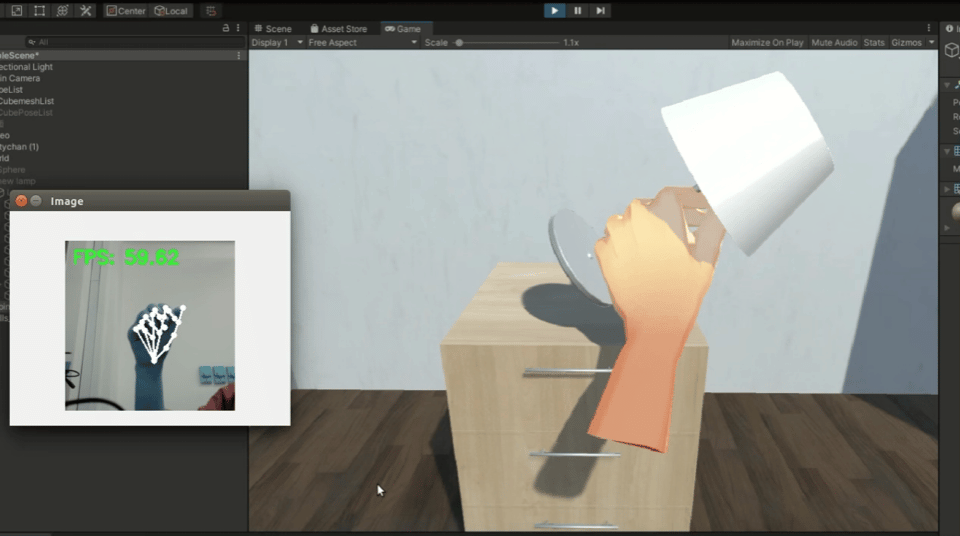 Center Local
Scene Asset Store Game
All
Display 1 Free Aspect Scale 1.1x Maximize On Play Mute Audio Stats Gizmos
leScene*
ectional Light
in Camera
beList
CubemeshList
CubePoseList
eo
tychan (1)
rld
Sphere
new lamp
Image
FPS: 59.62